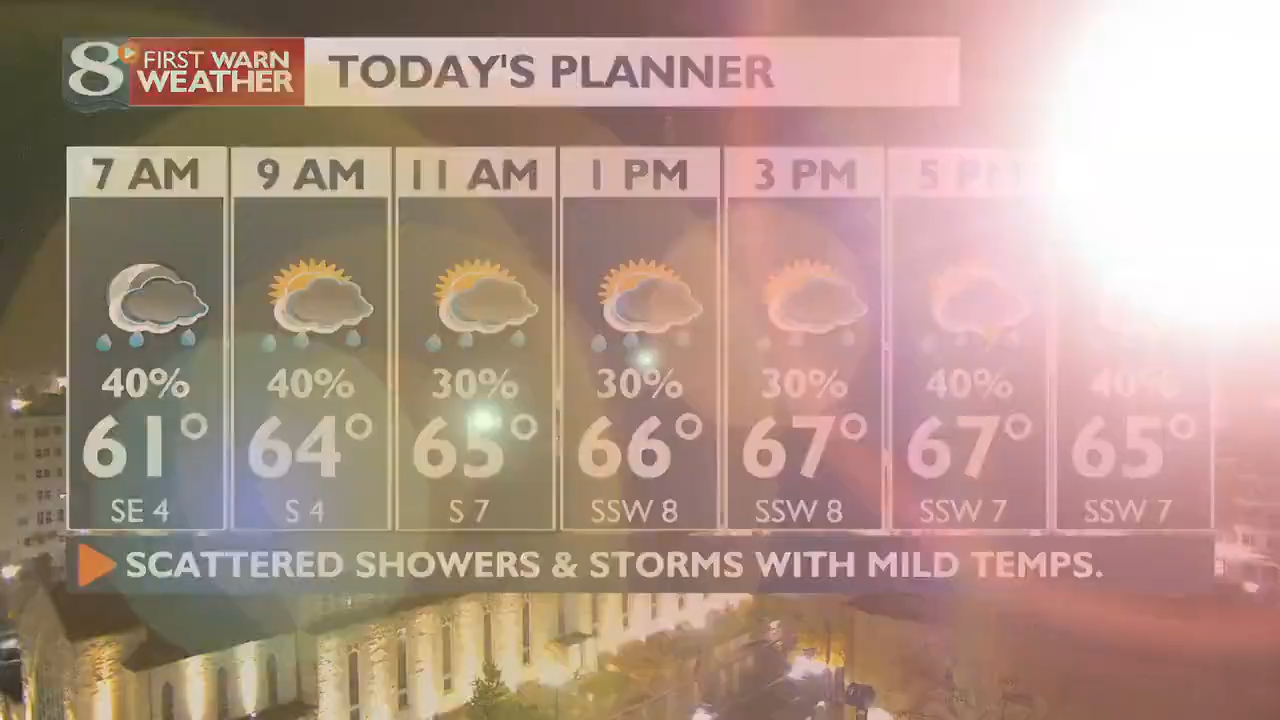 8 FIRST WARN
WEATHER
TODAY'S PLANNER
7 AM 9 AM 11 AM 1 PM 3 PM 5 PM
40% 40% 30% 30% 30% 40% 40%
61° 64° 65° 66° 67° 67° 65°
SE 4 S 4 S 7 SSW 8 SSW 8 SSW 7 SSW 7
SCATTERED SHOWERS & STORMS WITH MILD TEMPS.